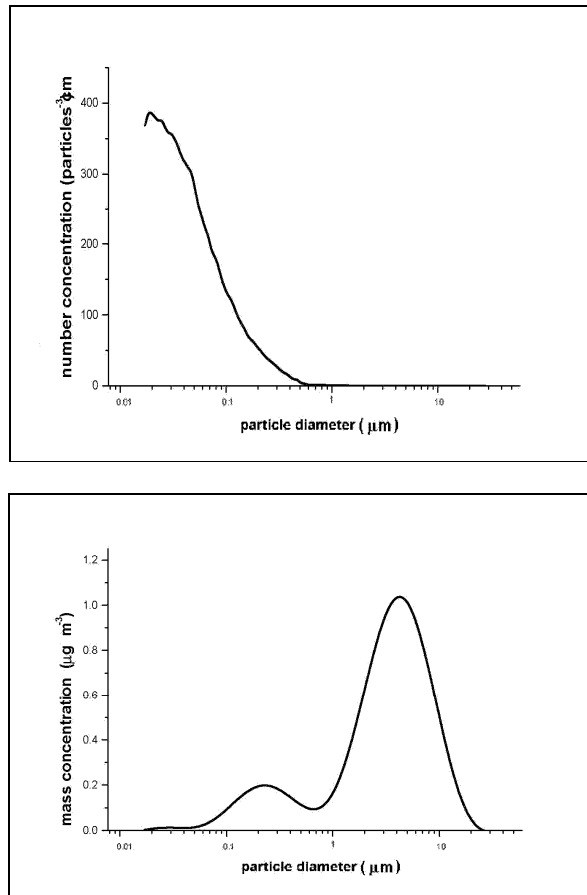 number concentration (particles cm-3)
400
300
200
100
0
0.01 0.1 1 10
particle diameter (μm)
mass concentration (μg m-3)
1.2
1.0
0.8
0.6
0.4
0.2
0.0
0.01 0.1 1 10
particle diameter (μm)